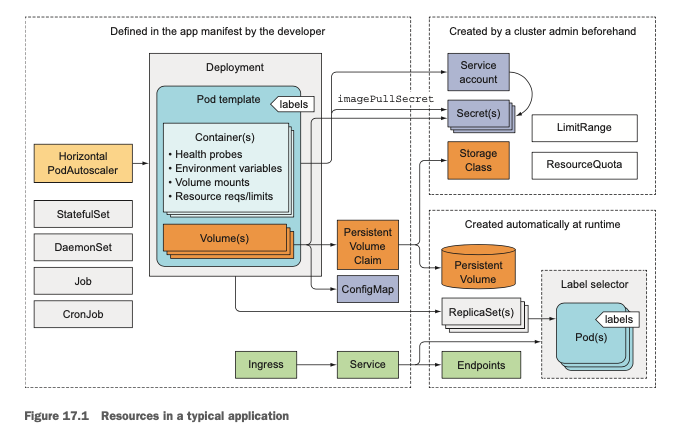 Defined in the app manifest by the developer
Deployment
Pod template
labels
Container(s)
• Health probes
• Environment variables
• Volume mounts
• Resource reqs/limits
Volume(s)
Horizontal
PodAutoscaler
StatefulSet
DaemonSet
Job
CronJob
imagePullSecret
Persistent
Volume
Claim
ConfigMap
Ingress
Service
Created by a cluster admin beforehand
Service
account
Secret(s)
Storage
Class
LimitRange
ResourceQuota
Created automatically at runtime
Persistent
Volume
ReplicaSet(s)
Endpoints
Label selector
labels
Pod(s)
Figure 17.1 Resources in a typical application